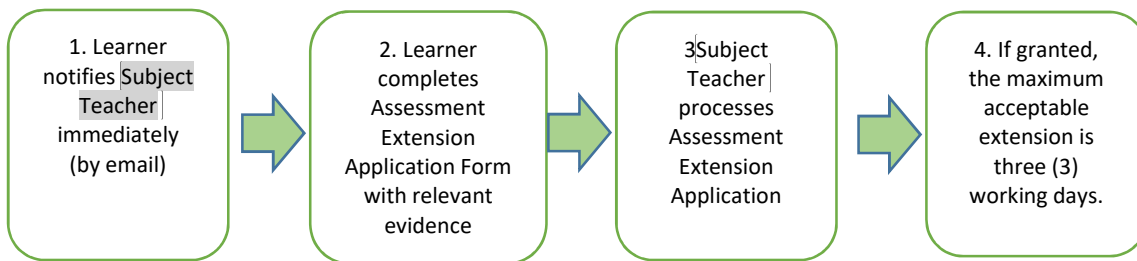 1. Learner
notifies Subject
Teacher
immediately
(by email)
2. Learner
completes
Assessment
Extension
Application Form
with relevant
evidence
3Subject
Teacher
processes
Assessment
Extension
Application
4. If granted,
the maximum
acceptable
extension is
three (3)
working days.